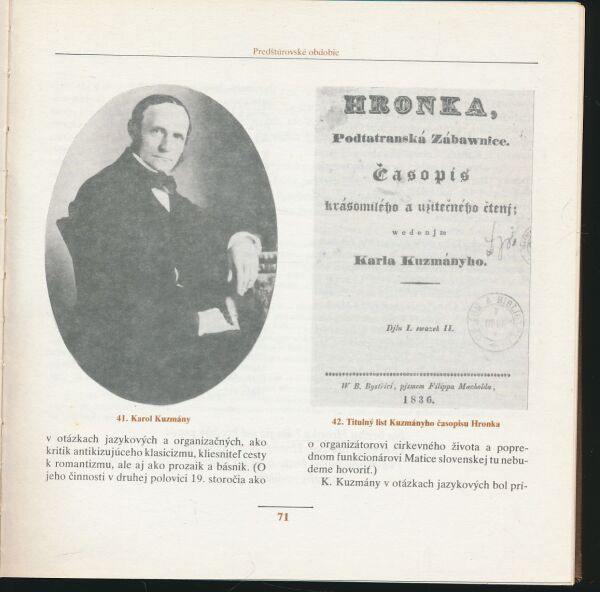 Predštúrovské obdobie
HRONKA,
Podtatranská Zábawnice.
Časopis
krásomilého a užitečného čtenj;
wedenjm
Karla Kuzmányho.
Djlu I. swazek II.
W B. Bystřici, pjsmem Filippa Macholda,
1836.
41. Karol Kuzmány
42. Titulný list Kuzmányho časopisu Hronka
v otázkach jazykových a organizačných, ako
kritik antikizujúceho klasicizmu, kliesniteľ cesty
k romantizmu, ale aj ako prozaik a básnik. (O
jeho činnosti v druhej polovici 19. storočia ako
o organizátorovi cirkevného života a popre-
dnom funkcionárovi Matice slovenskej tu nebu-
deme hovoriť.)
K. Kuzmány v otázkach jazykových bol prí-
71